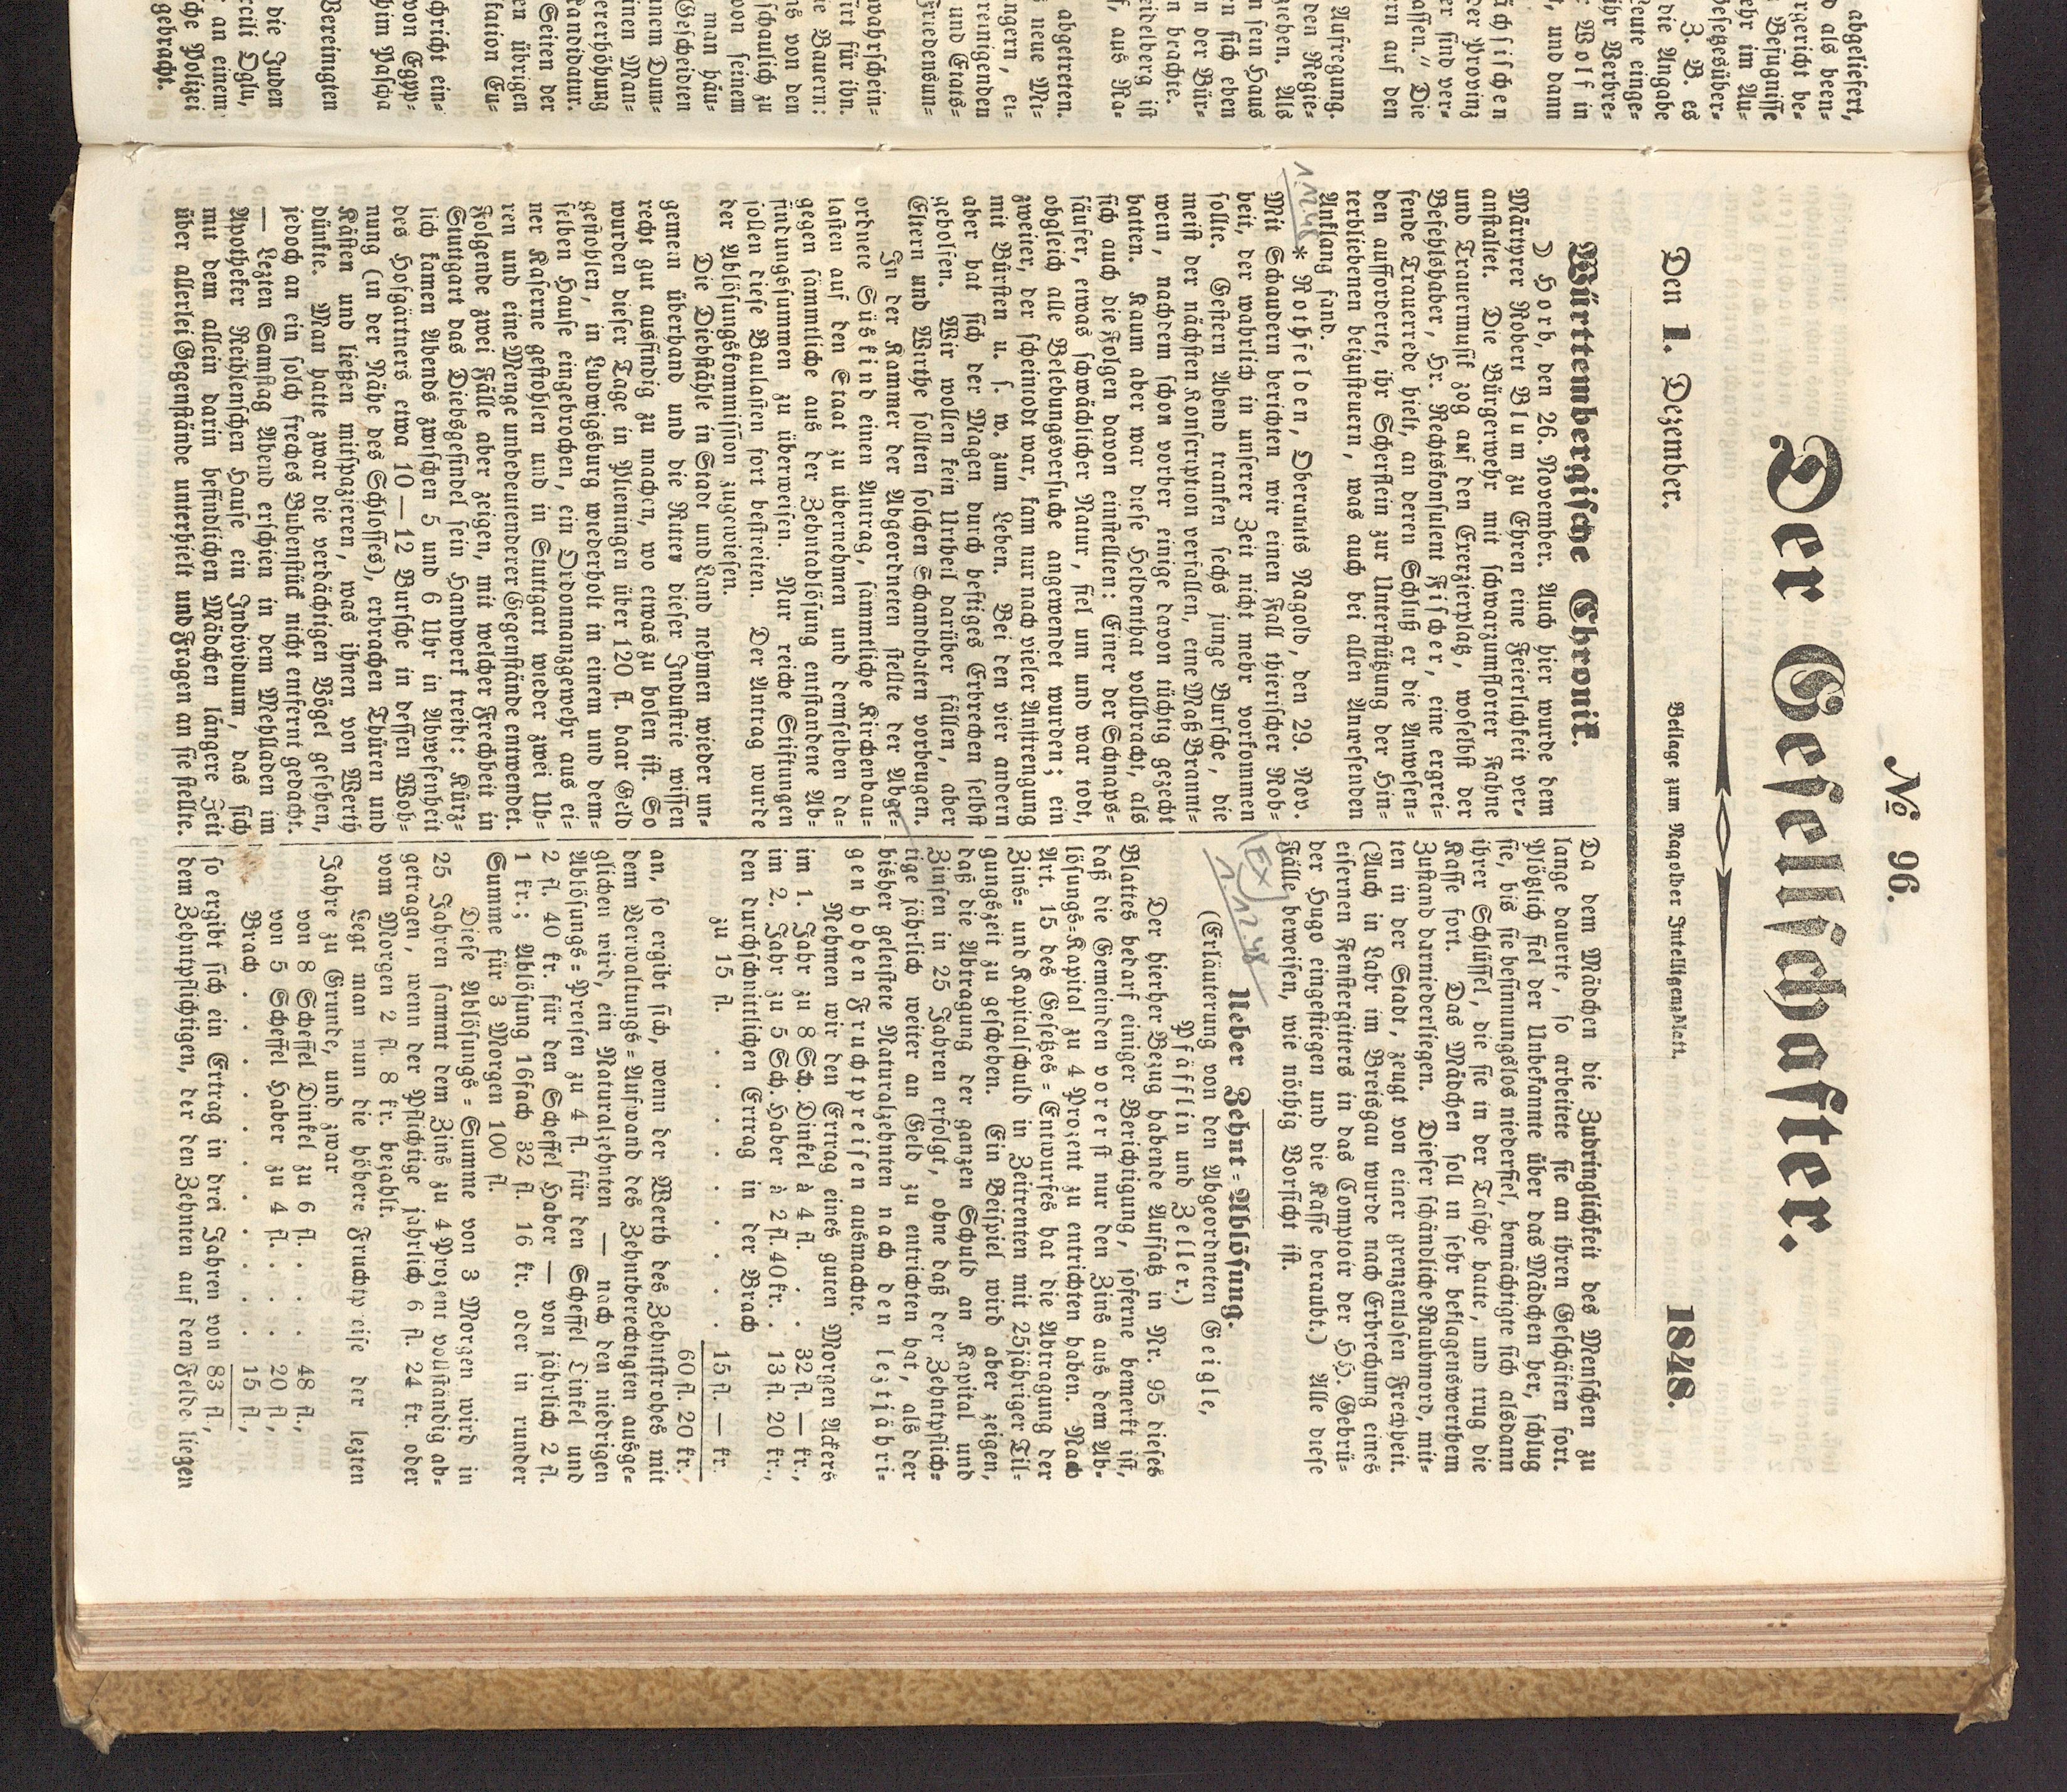 № 96.
Der Gesellschafter.
Den 1. Dezember.
Beilage zum Nagolder Intelligenzblatt.
1848.
Württembergische Chronik.
☽ Horb, den 26. November. Auch hier wurde dem
Märtyrer Robert Blum zu Ehren eine Feierlichkeit ver-
anstaltet. Die Bürgerwehr mit schwarzumflorter Fahne
und Trauermusik zog auf den Exerzierplatz, woselbst der
Befehlshaber, Hr. Rechtskonsulent Fischer, eine ergrei-
fende Trauerrede hielt, an deren Schluß er die Anwesen-
den aufforderte, ihr Scherflein zur Unterstützung der Hin-
terbliebenen beizusteuern, was auch bei allen Anwesenden
Anklang fand.
* Rothfelden, Oberamts Nagold, den 29. Nov.
Mit Schaudern berichten wir einen Fall thierischer Roh-
heit, der wahrlich in unserer Zeit nicht mehr vorkommen
sollte. Gestern Abend tranken sechs junge Bursche, die
meist der nächsten Konscription verfallen, eine Maß Brannt-
wein, nachdem schon vorher einige davon tüchtig gezecht
hatten. Kaum aber war diese Heldenthat vollbracht, als
sich auch die Folgen davon einstellten: Einer der Schnaps-
säufer, etwas schwächlicher Natur, fiel um und war todt,
obgleich alle Belebungsversuche angewendet wurden; ein
zweiter, der scheintodt war, kam nur nach vieler Anstrengung
mit Bürsten u. s. w. zum Leben. Bei den vier andern
aber hat sich der Magen durch heftiges Erbrechen selbst
geholfen. Wir wollen kein Urtheil darüber fällen, aber
Eltern und Wirthe sollten solchen Schandthaten vorbeugen.
In der Kammer der Abgeordneten stellte der Abge-
ordnete Süskind einen Antrag, sämmtliche Kirchenbau-
lasten auf den Staat zu übernehmen und demselben da-
gegen sämmtliche aus der Zehntablösung entstandene Ab-
findungssummen zu überweisen. Nur reiche Stiftungen
sollen diese Baulasten fort bestreiten. Der Antrag wurde
der Ablösungskommission zugewiesen.
Die Diebstähle in Stadt und Land nehmen wieder un-
gemein überhand und die Ritter dieser Industrie wissen
recht gut ausfindig zu machen, wo etwas zu holen ist. So
wurden dieser Tage in Plieningen über 120 fl. baar Geld
gestohlen, in Ludwigsburg wiederholt in einem und dem-
selben Hause eingebrochen, ein Ordonnanzgewehr aus ei-
ner Kaserne gestohlen und in Stuttgart wieder zwei Uh-
ren und eine Menge unbedeutenderer Gegenstände entwendet.
Folgende zwei Fälle aber zeigen, mit welcher Frechheit in
Stuttgart das Diebsgesindel sein Handwerk treibt: Kürz-
lich kamen Abends zwischen 5 und 6 Uhr in Abwesenheit
des Hofgärtners etwa 10 — 12 Bursche in dessen Woh-
nung (in der Nähe des Schlosses), erbrachen Thüren und
Kästen und ließen mitspazieren, was ihnen von Werth
dünkte. Man hatte zwar die verdächtigen Vögel gesehen,
jedoch an ein solch freches Bubenstück nicht entfernt gedacht.
— Lezten Samstag Abend erschien in dem Mehlladen im
Apotheker Reihlenschen Hause ein Individuum, das sich
mit dem allein darin befindlichen Mädchen längere Zeit
über allerlei Gegenstände unterhielt und Fragen an sie stellte.
Da dem Mädchen die Zudringlichkeit des Menschen zu
lange dauerte, so arbeitete sie an ihren Geschäften fort.
Plötzlich fiel der Unbekannte über das Mädchen her, schlug
sie, bis sie besinnungslos niederfiel, bemächtigte sich alsdann
ihrer Schlüssel, die sie in der Tasche hatte, und trug die
Kasse fort. Das Mädchen soll in sehr beklagenswerthem
Zustand darniederliegen. Dieser schändliche Raubmord, mit-
ten in der Stadt, zeugt von einer grenzenlosen Frechheit.
(Auch in Lahr im Breisgau wurde nach Erbrechung eines
eisernen Fenstergitters in das Comptoir der HH. Gebrü-
der Hugo eingestiegen und die Kasse beraubt.) Alle diese
Fälle beweisen, wie nöthig Vorsicht ist.
Ueber Zehnt-Ablösung.
(Erläuterung von den Abgeordneten Geigle,
Pfäfflin und Zeller.)
Der hierher Bezug habende Aufsatz in Nr. 95 dieses
Blattes bedarf einiger Berichtigung, soferne bemerkt ist,
daß die Gemeinden vorerst nur den Zins aus dem Ab-
lösungs-Kapital zu 4 Prozent zu entrichten haben. Nach
Art. 15 des Gesetzes-Entwurfes hat die Abtragung der
Zins- und Kapitalschuld in Zeitrenten mit 25jähriger Til-
gungszeit zu geschehen. Ein Beispiel wird aber zeigen,
daß die Abtragung der ganzen Schuld an Kapital und
Zinsen in 25 Jahren erfolgt, ohne daß der Zehntpflich-
tige jährlich weiter an Geld zu entrichten hat, als der
bisher geleistete Naturalzehnten nach den leztjähri-
gen hohen Fruchtpreisen ausmachte.
Nehmen wir den Ertrag eines guten Morgen Ackers
im 1. Jahr zu 8 Sch. Dinkel à 4 fl. . . 32 fl. — kr.,
im 2. Jahr zu 5 Sch. Haber à 2 fl. 40 kr. . 13 fl. 20 kr.,
den durchschnittlichen Ertrag in der Brach
zu 15 fl. . . . . . . . . 15 fl. — kr.
60 fl. 20 kr.
an, so ergibt sich, wenn der Werth des Zehntstrohes mit
dem Verwaltungs-Aufwand des Zehntberechtigten ausge-
glichen wird, ein Naturalzehnten — nach den niedrigen
Ablösungs-Preisen zu 4 fl. für den Scheffel Dinkel und
2 fl. 40 kr. für den Scheffel Haber — von jährlich 2 fl.
1 kr.; Ablösung 16fach 32 fl. 16 kr. oder in runder
Summe für 3 Morgen 100 fl.
Diese Ablösungs-Summe von 3 Morgen wird in
25 Jahren sammt dem Zins zu 4 Prozent vollständig ab-
getragen, wenn der Pflichtige jährlich 6 fl. 24 kr. oder
vom Morgen 2 fl. 8 kr. bezahlt.
Legt man nun die höhere Fruchtpreise der lezten
Jahre zu Grunde, und zwar
von 8 Scheffel Dinkel zu 6 fl. . . . 48 fl.,
von 5 Scheffel Haber zu 4 fl. . . . 20 fl.,
Brach . . . . . . . . . . 15 fl.,
so ergibt sich ein Ertrag in drei Jahren von 83 fl.,
dem Zehntpflichtigen, der den Zehnten auf dem Felde liegen